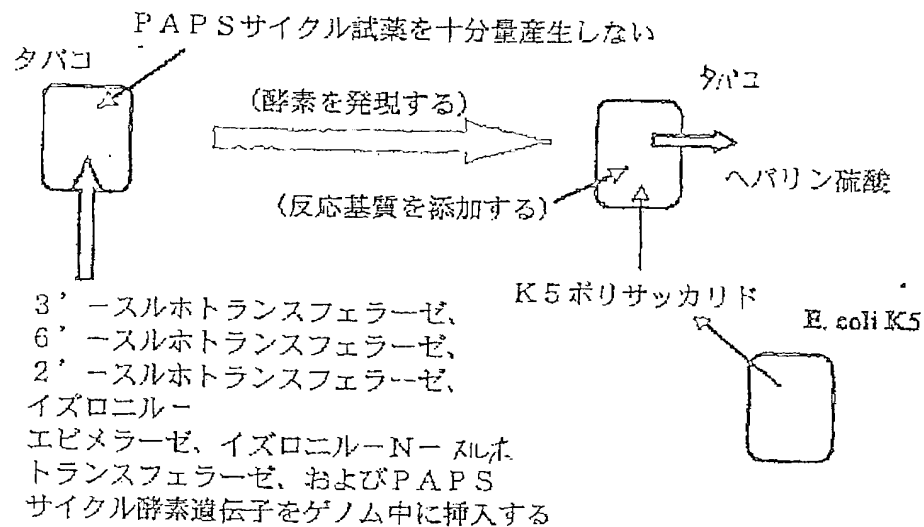 PAPSサイクル試薬を十分量産生しない
タバコ
(酵素を発現する)
タバコ
ヘパリン硫酸
(反応基質を添加する)
3’ースルホトランスフェラーゼ、
6’ースルホトランスフェラーゼ、
2’ースルホトランスフェラーゼ、
イズロニルー
エピメラーゼ、イズロニルーNースルホ
トランスフェラーゼ、およびPAPS
サイクル酵素遺伝子をゲノム中に挿入する
K5ポリサッカリド
E. coli K5